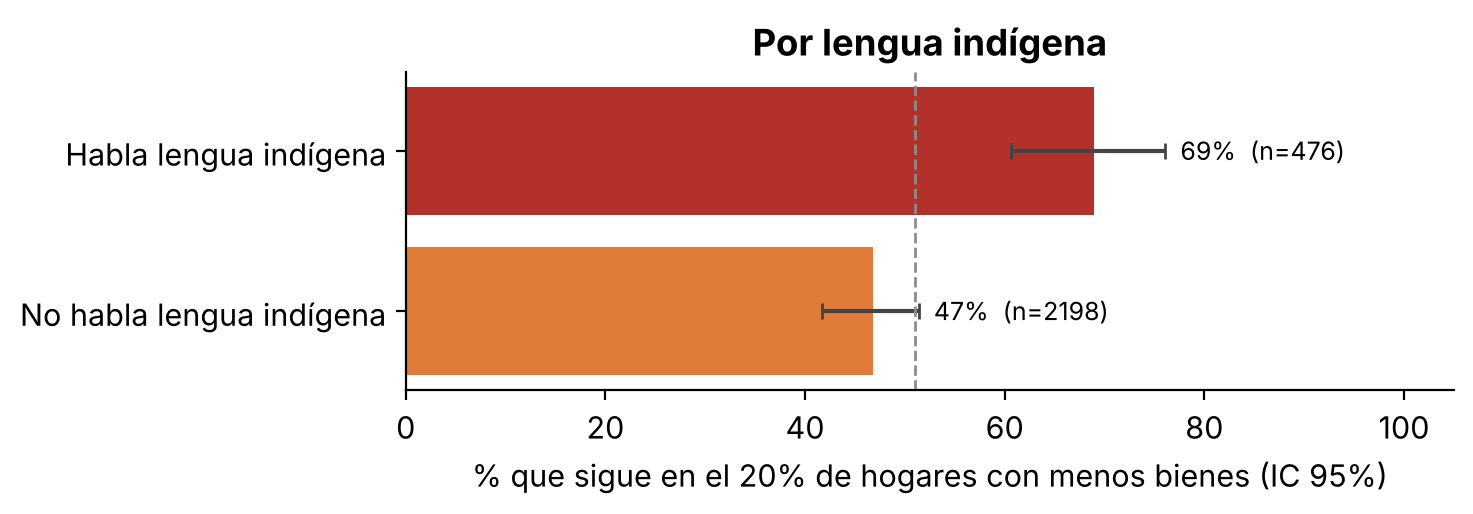 Por lengua indígena
Habla lengua indígena
69% (n=476)
No habla lengua indígena
47% (n=2198)
0 20 40 60 80 100
% que sigue en el 20% de hogares con menos bienes (IC 95%)